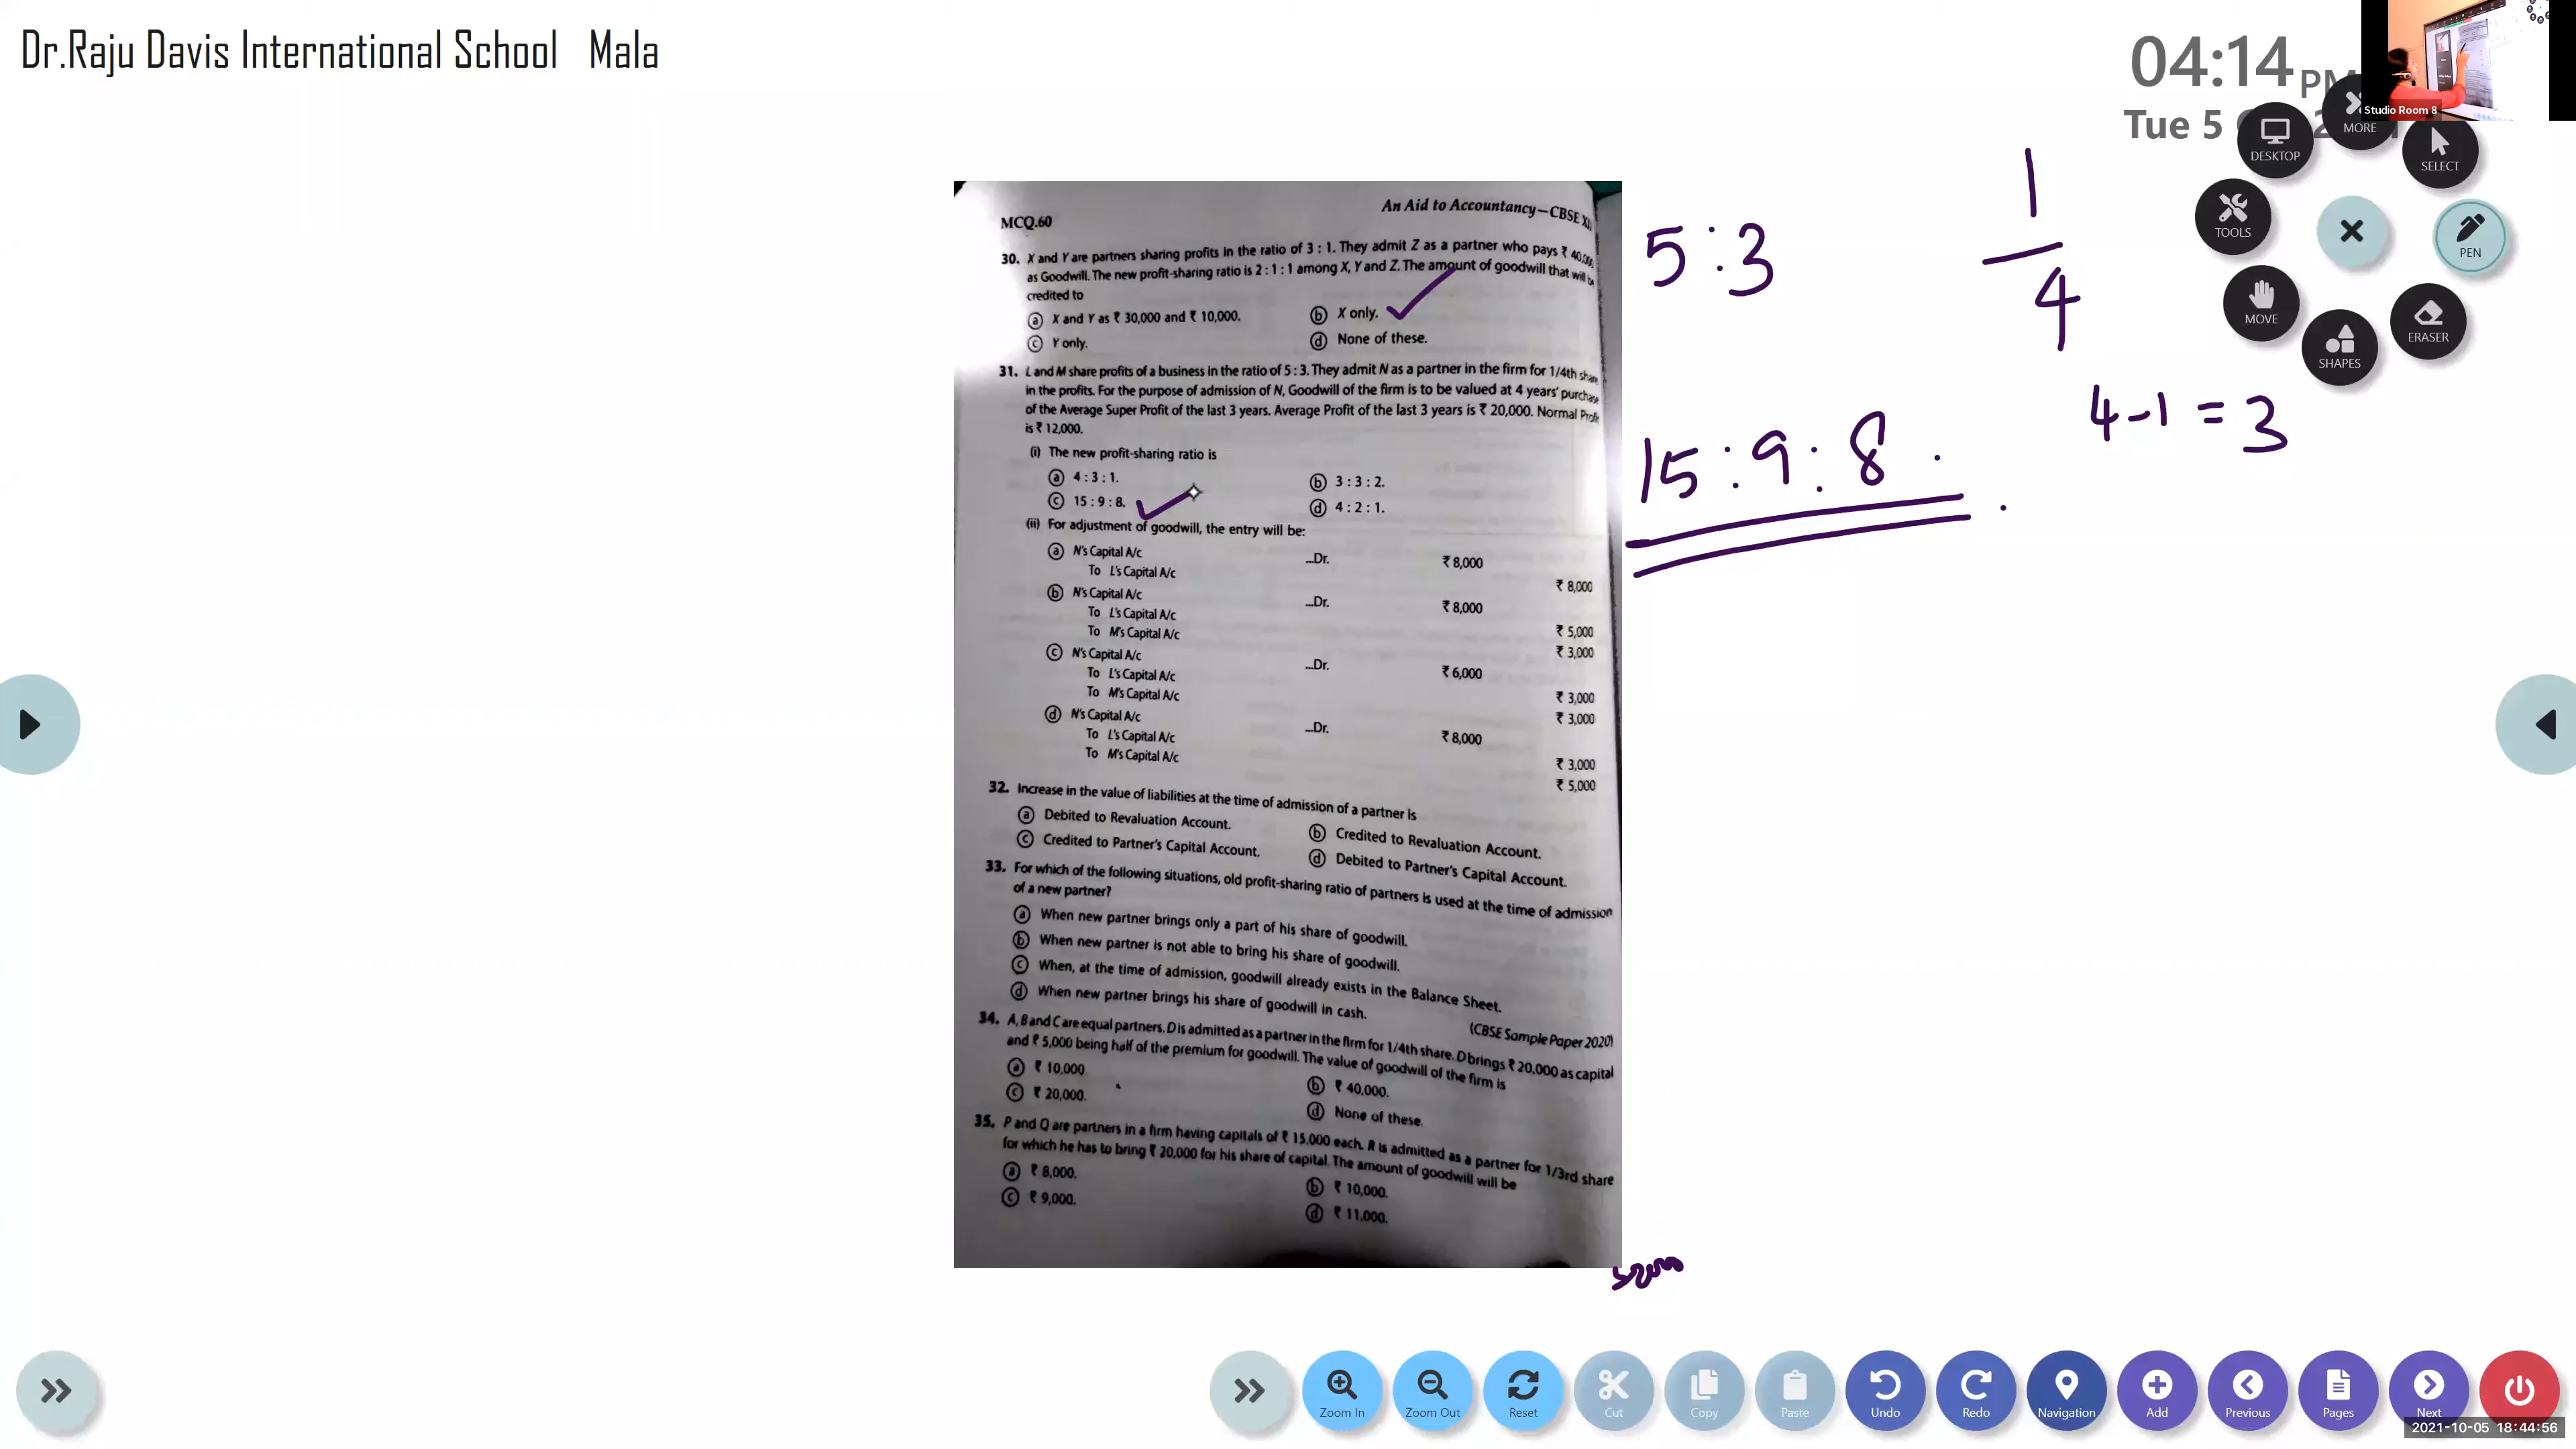 Dr.Raju Davis International School Mala
04:14 PM
Tue 5
Studio Room 8
MORE
DESKTOP
SELECT
TOOLS
PEN
MOVE
ERASER
SHAPES
5:3
1
4
4-1 = 3
15:9:8
MCQ.60
An Aid to Accountancy—CBSE XII
30. X and Y are partners sharing profits in the ratio of 3 : 1. They admit Z as a partner who pays ₹ 40,000
as Goodwill. The new profit-sharing ratio is 2 : 1 : 1 among X, Y and Z. The amount of goodwill that will be
credited to
(a) X and Y as ₹ 30,000 and ₹ 10,000.
(b) X only.
(c) Y only.
(d) None of these.
31. L and M share profits of a business in the ratio of 5 : 3. They admit N as a partner in the firm for 1/4th share
in the profits. For the purpose of admission of N, Goodwill of the firm is to be valued at 4 years' purchase
of the Average Super Profit of the last 3 years. Average Profit of the last 3 years is ₹ 20,000. Normal Profit
is ₹ 12,000.
(i) The new profit-sharing ratio is
(a) 4 : 3 : 1.
(b) 3 : 3 : 2.
(c) 15 : 9 : 8.
(d) 4 : 2 : 1.
(ii) For adjustment of goodwill, the entry will be:
(a) N's Capital A/c ...Dr. ₹ 8,000
To L's Capital A/c ₹ 8,000
(b) N's Capital A/c ...Dr. ₹ 8,000
To L's Capital A/c ₹ 5,000
To M's Capital A/c ₹ 3,000
(c) N's Capital A/c ...Dr. ₹ 6,000
To L's Capital A/c ₹ 3,000
To M's Capital A/c ₹ 3,000
(d) N's Capital A/c ...Dr. ₹ 8,000
To L's Capital A/c ₹ 3,000
To M's Capital A/c ₹ 5,000
32. Increase in the value of liabilities at the time of admission of a partner is
(a) Debited to Revaluation Account.
(b) Credited to Revaluation Account.
(c) Credited to Partner's Capital Account.
(d) Debited to Partner's Capital Account.
33. For which of the following situations, old profit-sharing ratio of partners is used at the time of admission
of a new partner?
(a) When new partner brings only a part of his share of goodwill.
(b) When new partner is not able to bring his share of goodwill.
(c) When, at the time of admission, goodwill already exists in the Balance Sheet.
(d) When new partner brings his share of goodwill in cash.
(CBSE Sample Paper 2020)
34. A, B and C are equal partners. D is admitted as a partner in the firm for 1/4th share. D brings ₹ 20,000 as capital
and ₹ 5,000 being half of the premium for goodwill. The value of goodwill of the firm is
(a) ₹ 10,000
(b) ₹ 40,000.
(c) ₹ 20,000.
(d) None of these.
35. P and Q are partners in a firm having capitals of ₹ 15,000 each. R is admitted as a partner for 1/3rd share
for which he has to bring ₹ 20,000 for his share of capital. The amount of goodwill will be
(a) ₹ 8,000.
(b) ₹ 10,000.
(c) ₹ 9,000.
(d) ₹ 11,000.
Zoom In
Zoom Out
Reset
Cut
Copy
Paste
Undo
Redo
Navigation
Add
Previous
Pages
Next
2021-10-05 18:44:56